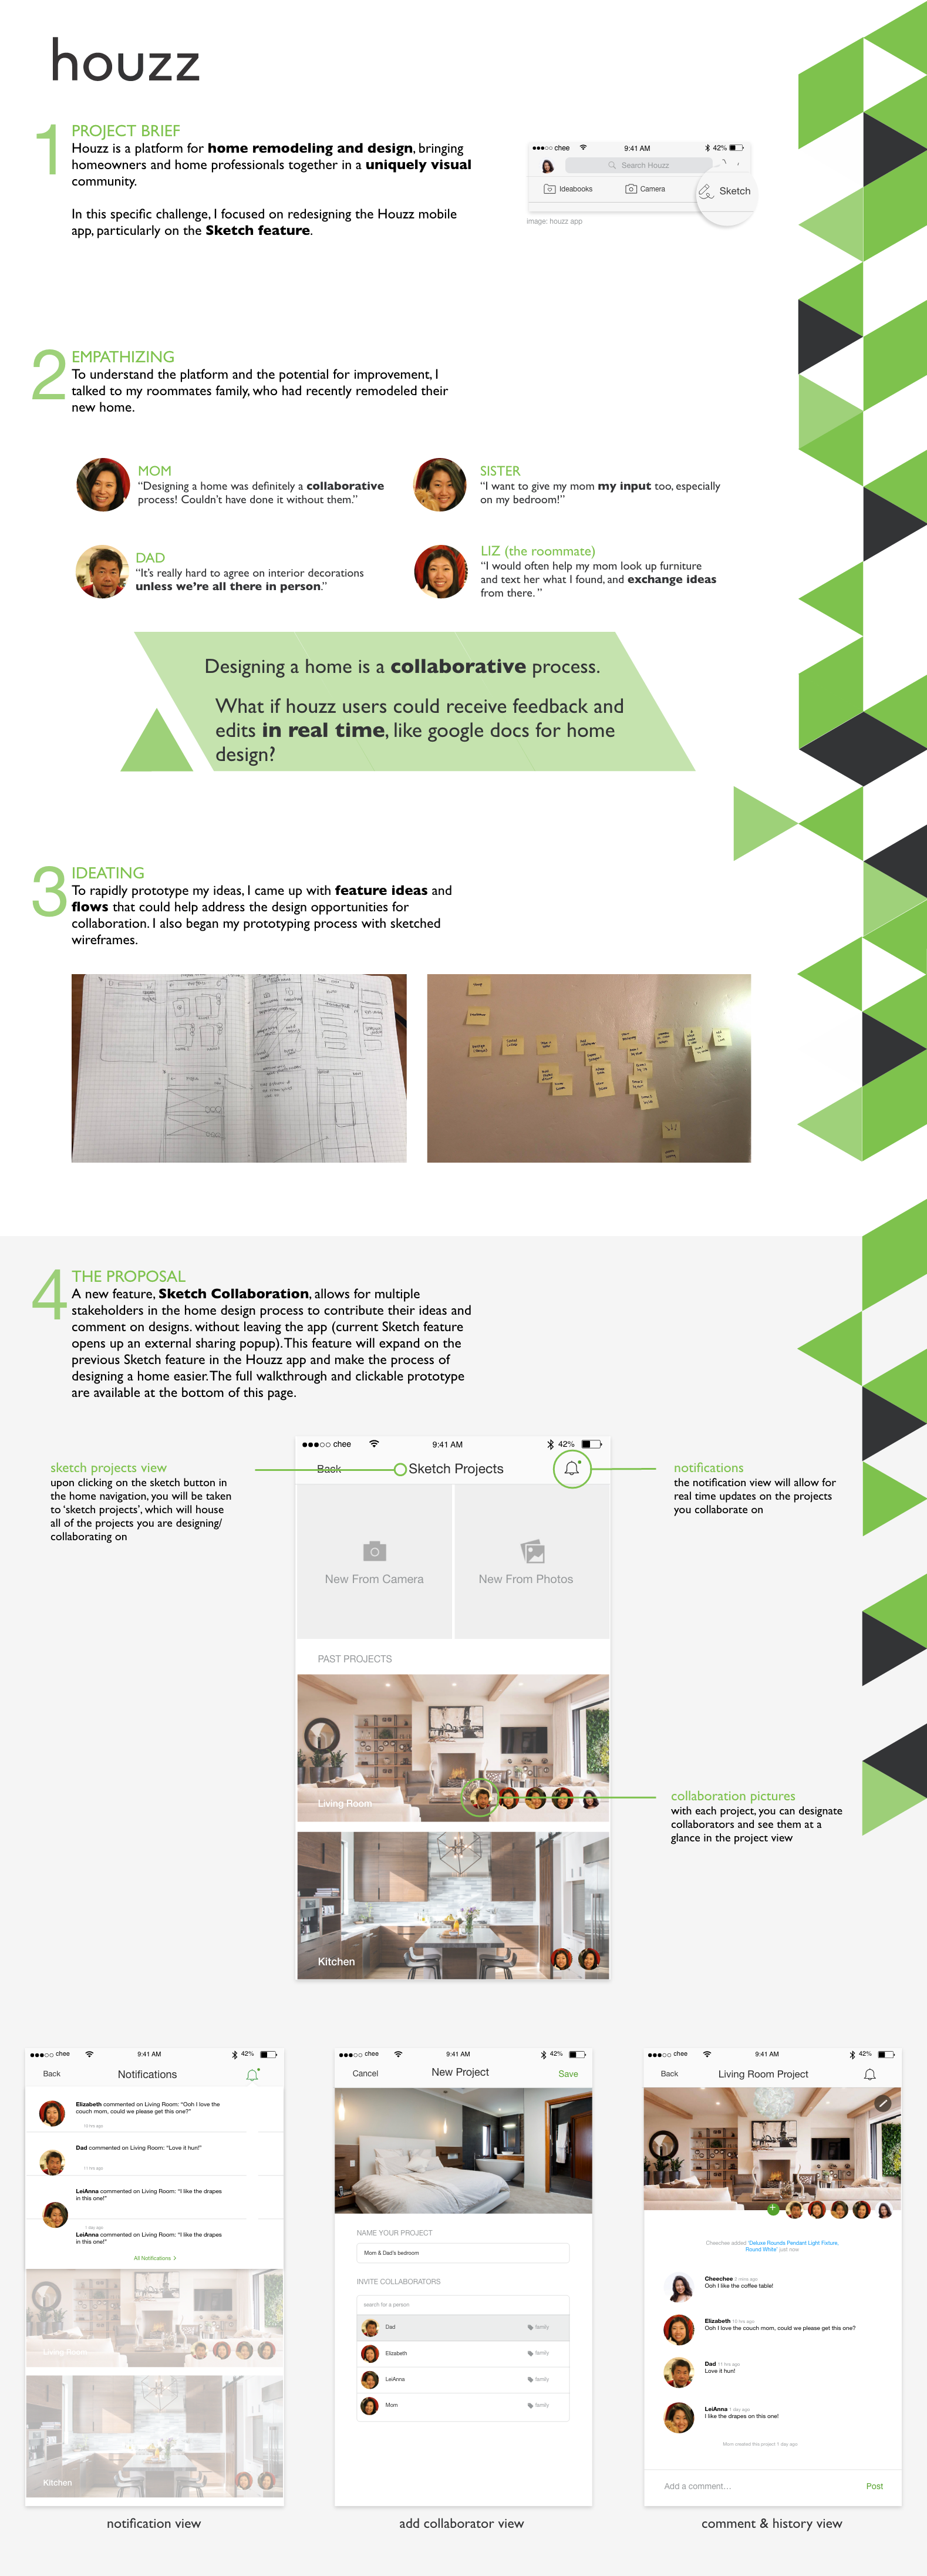 houzz
1
PROJECT BRIEF
Houzz is a platform for home remodeling and design, bringing
homeowners and home professionals together in a uniquely visual
community.
In this specific challenge, I focused on redesigning the Houzz mobile
app, particularly on the Sketch feature.
chee
9:41 AM
42%
Search Houzz
Ideabooks
Camera
Sketch
image: houzz app
2
EMPATHIZING
To understand the platform and the potential for improvement, I
talked to my roommates family, who had recently remodeled their
new home.
MOM
“Designing a home was definitely a collaborative
process! Couldn’t have done it without them.”
SISTER
“I want to give my mom my input too, especially
on my bedroom!”
DAD
“It’s really hard to agree on interior decorations
unless we’re all there in person.”
LIZ (the roommate)
“I would often help my mom look up furniture
and text her what I found, and exchange ideas
from there. ”
Designing a home is a collaborative process.
What if houzz users could receive feedback and
edits in real time, like google docs for home
design?
3
IDEATING
To rapidly prototype my ideas, I came up with feature ideas and
flows that could help address the design opportunities for
collaboration. I also began my prototyping process with sketched
wireframes.
4
THE PROPOSAL
A new feature, Sketch Collaboration, allows for multiple
stakeholders in the home design process to contribute their ideas and
comment on designs. without leaving the app (current Sketch feature
opens up an external sharing popup). This feature will expand on the
previous Sketch feature in the Houzz app and make the process of
designing a home easier. The full walkthrough and clickable prototype
are available at the bottom of this page.
sketch projects view
upon clicking on the sketch button in
the home navigation, you will be taken
to ‘sketch projects’, which will house
all of the projects you are designing/
collaborating on
chee
9:41 AM
42%
Back
Sketch Projects
New From Camera
New From Photos
PAST PROJECTS
Living Room
Kitchen
notifications
the notification view will allow for
real time updates on the projects
you collaborate on
collaboration pictures
with each project, you can designate
collaborators and see them at a
glance in the project view
chee
9:41 AM
42%
Back
Notifications
Elizabeth commented on Living Room: “Ooh I love the
couch mom, could we please get this one?”
10 hrs ago
Dad commented on Living Room: “Love it hun!”
11 hrs ago
LeiAnna commented on Living Room: “I like the drapes
in this one!”
1 day ago
LeiAnna commented on Living Room: “I like the drapes
in this one!”
All Notifications
Living Room
Kitchen
notification view
chee
9:41 AM
42%
Cancel
New Project
Save
NAME YOUR PROJECT
Mom & Dad's bedroom
INVITE COLLABORATORS
search for a person
Dad
family
Elizabeth
family
LeiAnna
family
Mom
family
add collaborator view
chee
9:41 AM
42%
Back
Living Room Project
Cheechee added 'Deluxe Rounds Pendant Light Fixture,
Round White' just now
Cheechee 2 mins ago
Ooh I like the coffee table!
Elizabeth 10 hrs ago
Ooh I love the couch mom, could we please get this one?
Dad 11 hrs ago
Love it hun!
LeiAnna 1 day ago
I like the drapes on this one!
Mom created this project 1 day ago
Add a comment...
Post
comment & history view